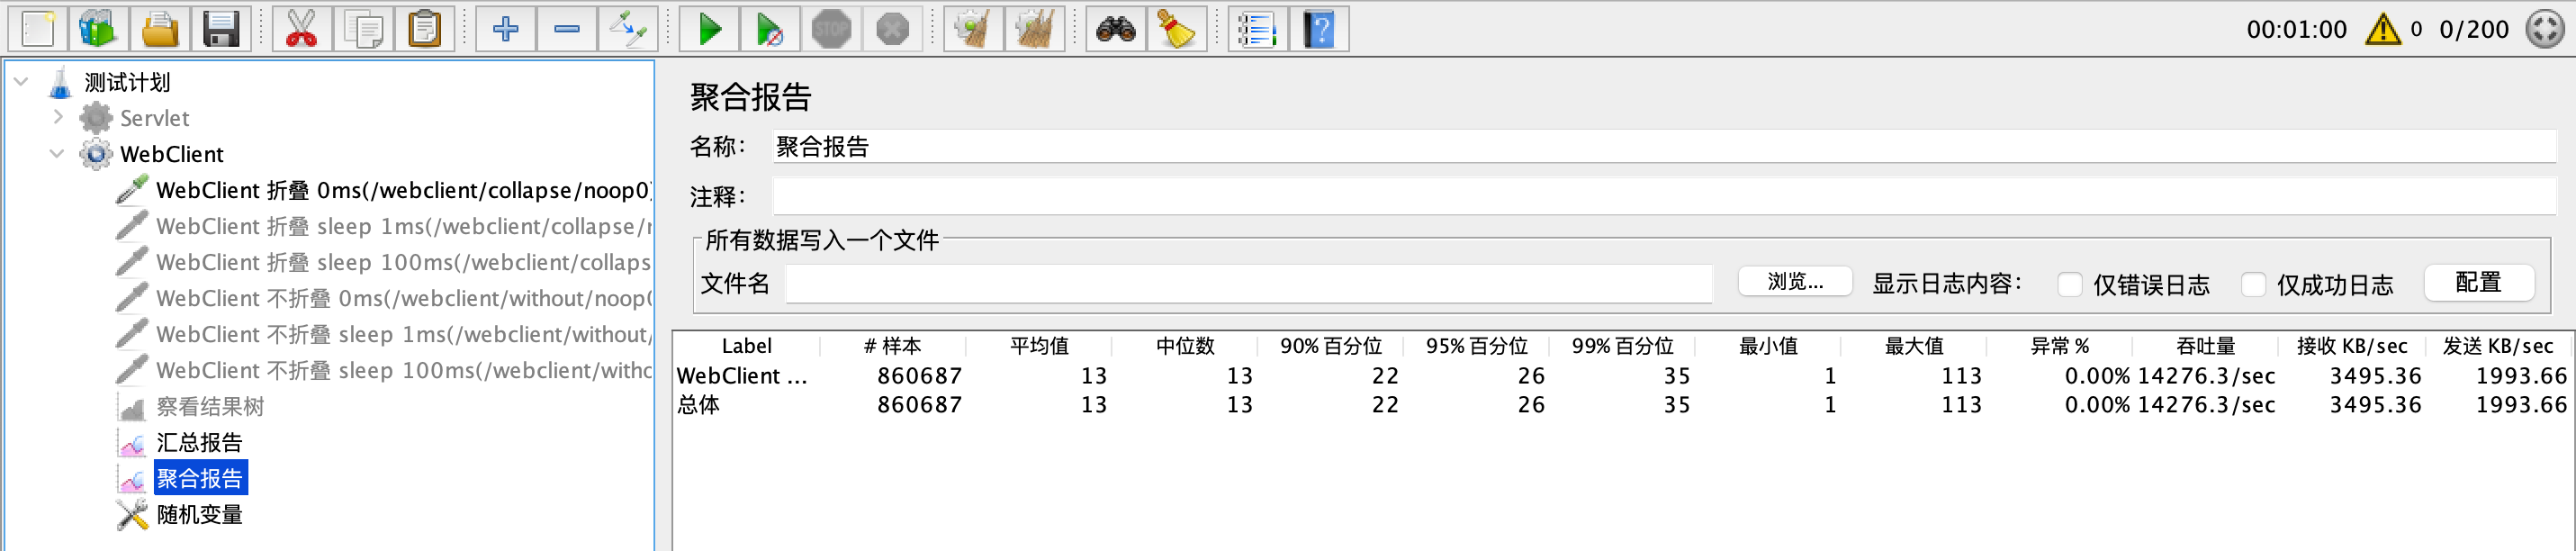 STOP
00:01:00 0 0/200
测试计划
Servlet
WebClient
WebClient 折叠 0ms(/webclient/collapse/noop0)
WebClient 折叠 sleep 1ms(/webclient/collapse/
WebClient 折叠 sleep 100ms(/webclient/collaps
WebClient 不折叠 0ms(/webclient/without/noop
WebClient 不折叠 sleep 1ms(/webclient/without/
WebClient 不折叠 sleep 100ms(/webclient/witho
察看结果树
汇总报告
聚合报告
随机变量
聚合报告
名称： 聚合报告
注释：
所有数据写入一个文件
文件名 浏览... 显示日志内容： 仅错误日志 仅成功日志 配置
Label # 样本 平均值 中位数 90% 百分位 95% 百分位 99% 百分位 最小值 最大值 异常 % 吞吐量 接收 KB/sec 发送 KB/sec
WebClient ... 860687 13 13 22 26 35 1 113 0.00% 14276.3/sec 3495.36 1993.66
总体 860687 13 13 22 26 35 1 113 0.00% 14276.3/sec 3495.36 1993.66